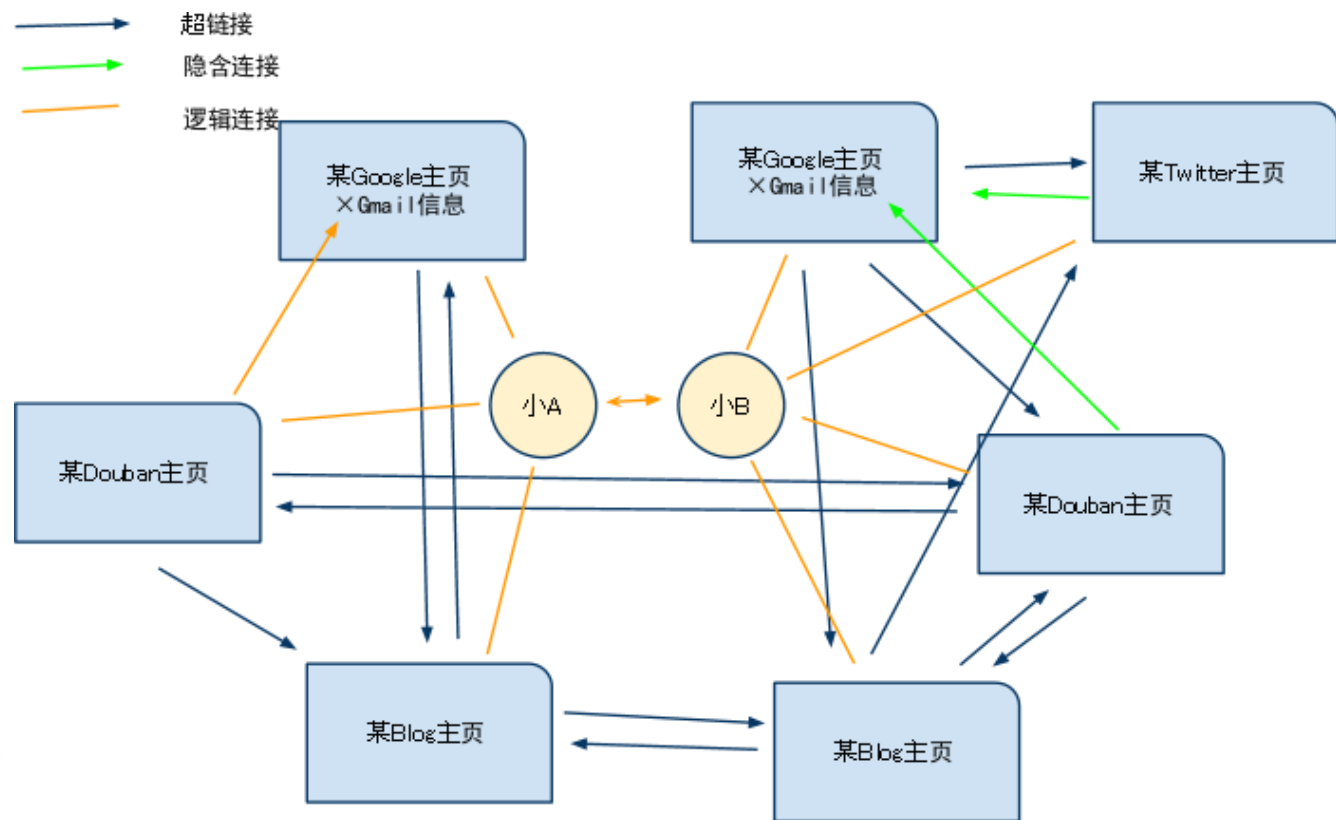 超链接
隐含连接
逻辑连接
某Google主页
×Gmail信息
某Google主页
×Gmail信息
某Twitter主页
小A
小B
某Douban主页
某Douban主页
某Blog主页
某Blog主页